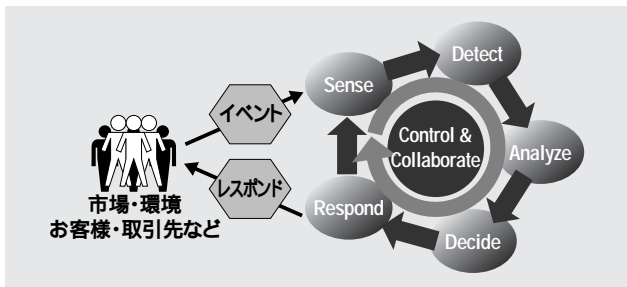 イベント
レスポンド
市場・環境
お客様・取引先など
Sense
Detect
Analyze
Decide
Respond
Control &
Collaborate